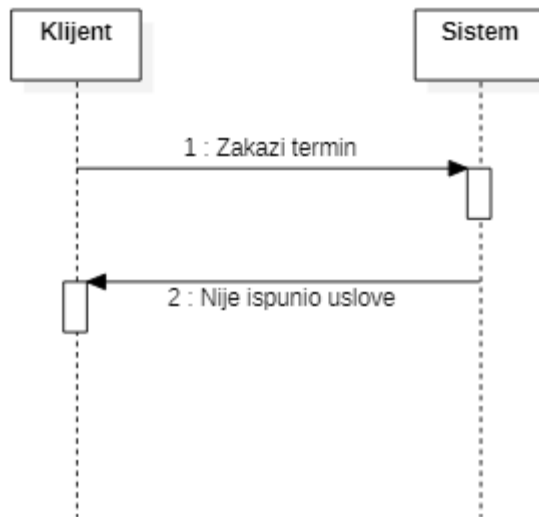 Klijent
Sistem
1 : Zakazi termin
2 : Nije ispunio uslove